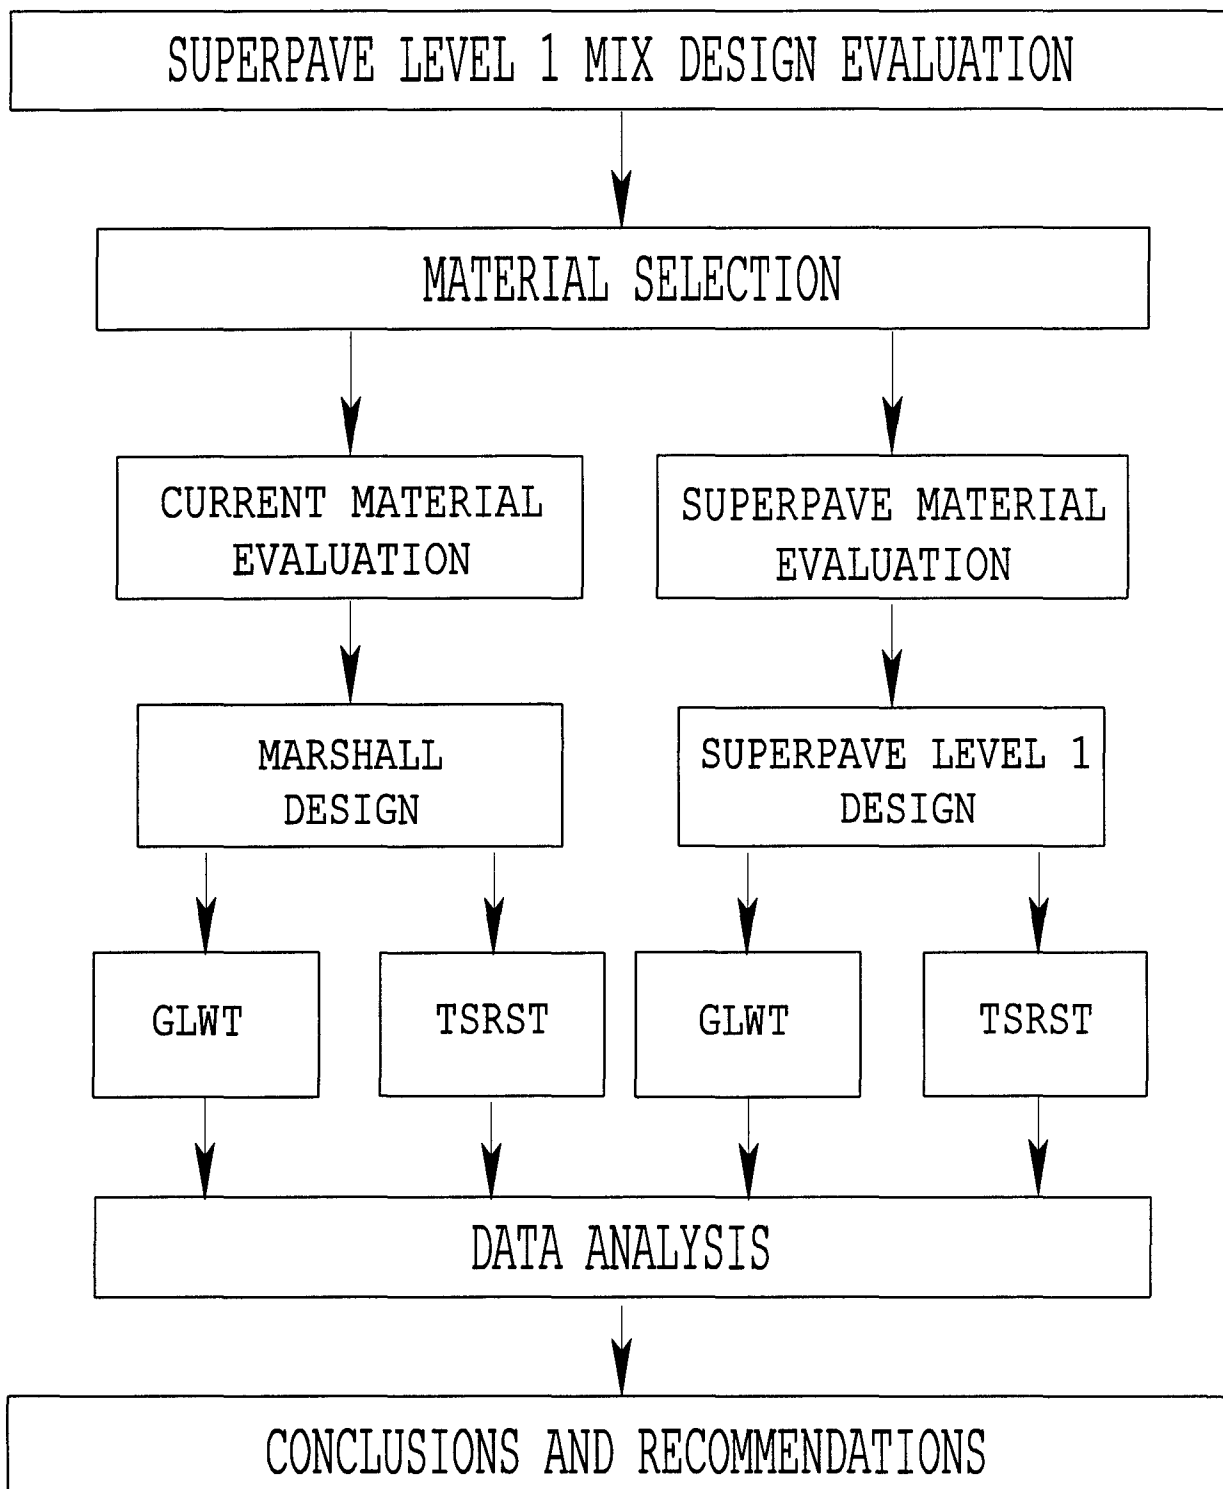 SUPERPAVE LEVEL 1 MIX DESIGN EVALUATION
MATERIAL SELECTION
CURRENT MATERIAL
EVALUATION
SUPERPAVE MATERIAL
EVALUATION
MARSHALL
DESIGN
SUPERPAVE LEVEL 1
DESIGN
GLWT
TSRST
GLWT
TSRST
DATA ANALYSIS
CONCLUSIONS AND RECOMMENDATIONS